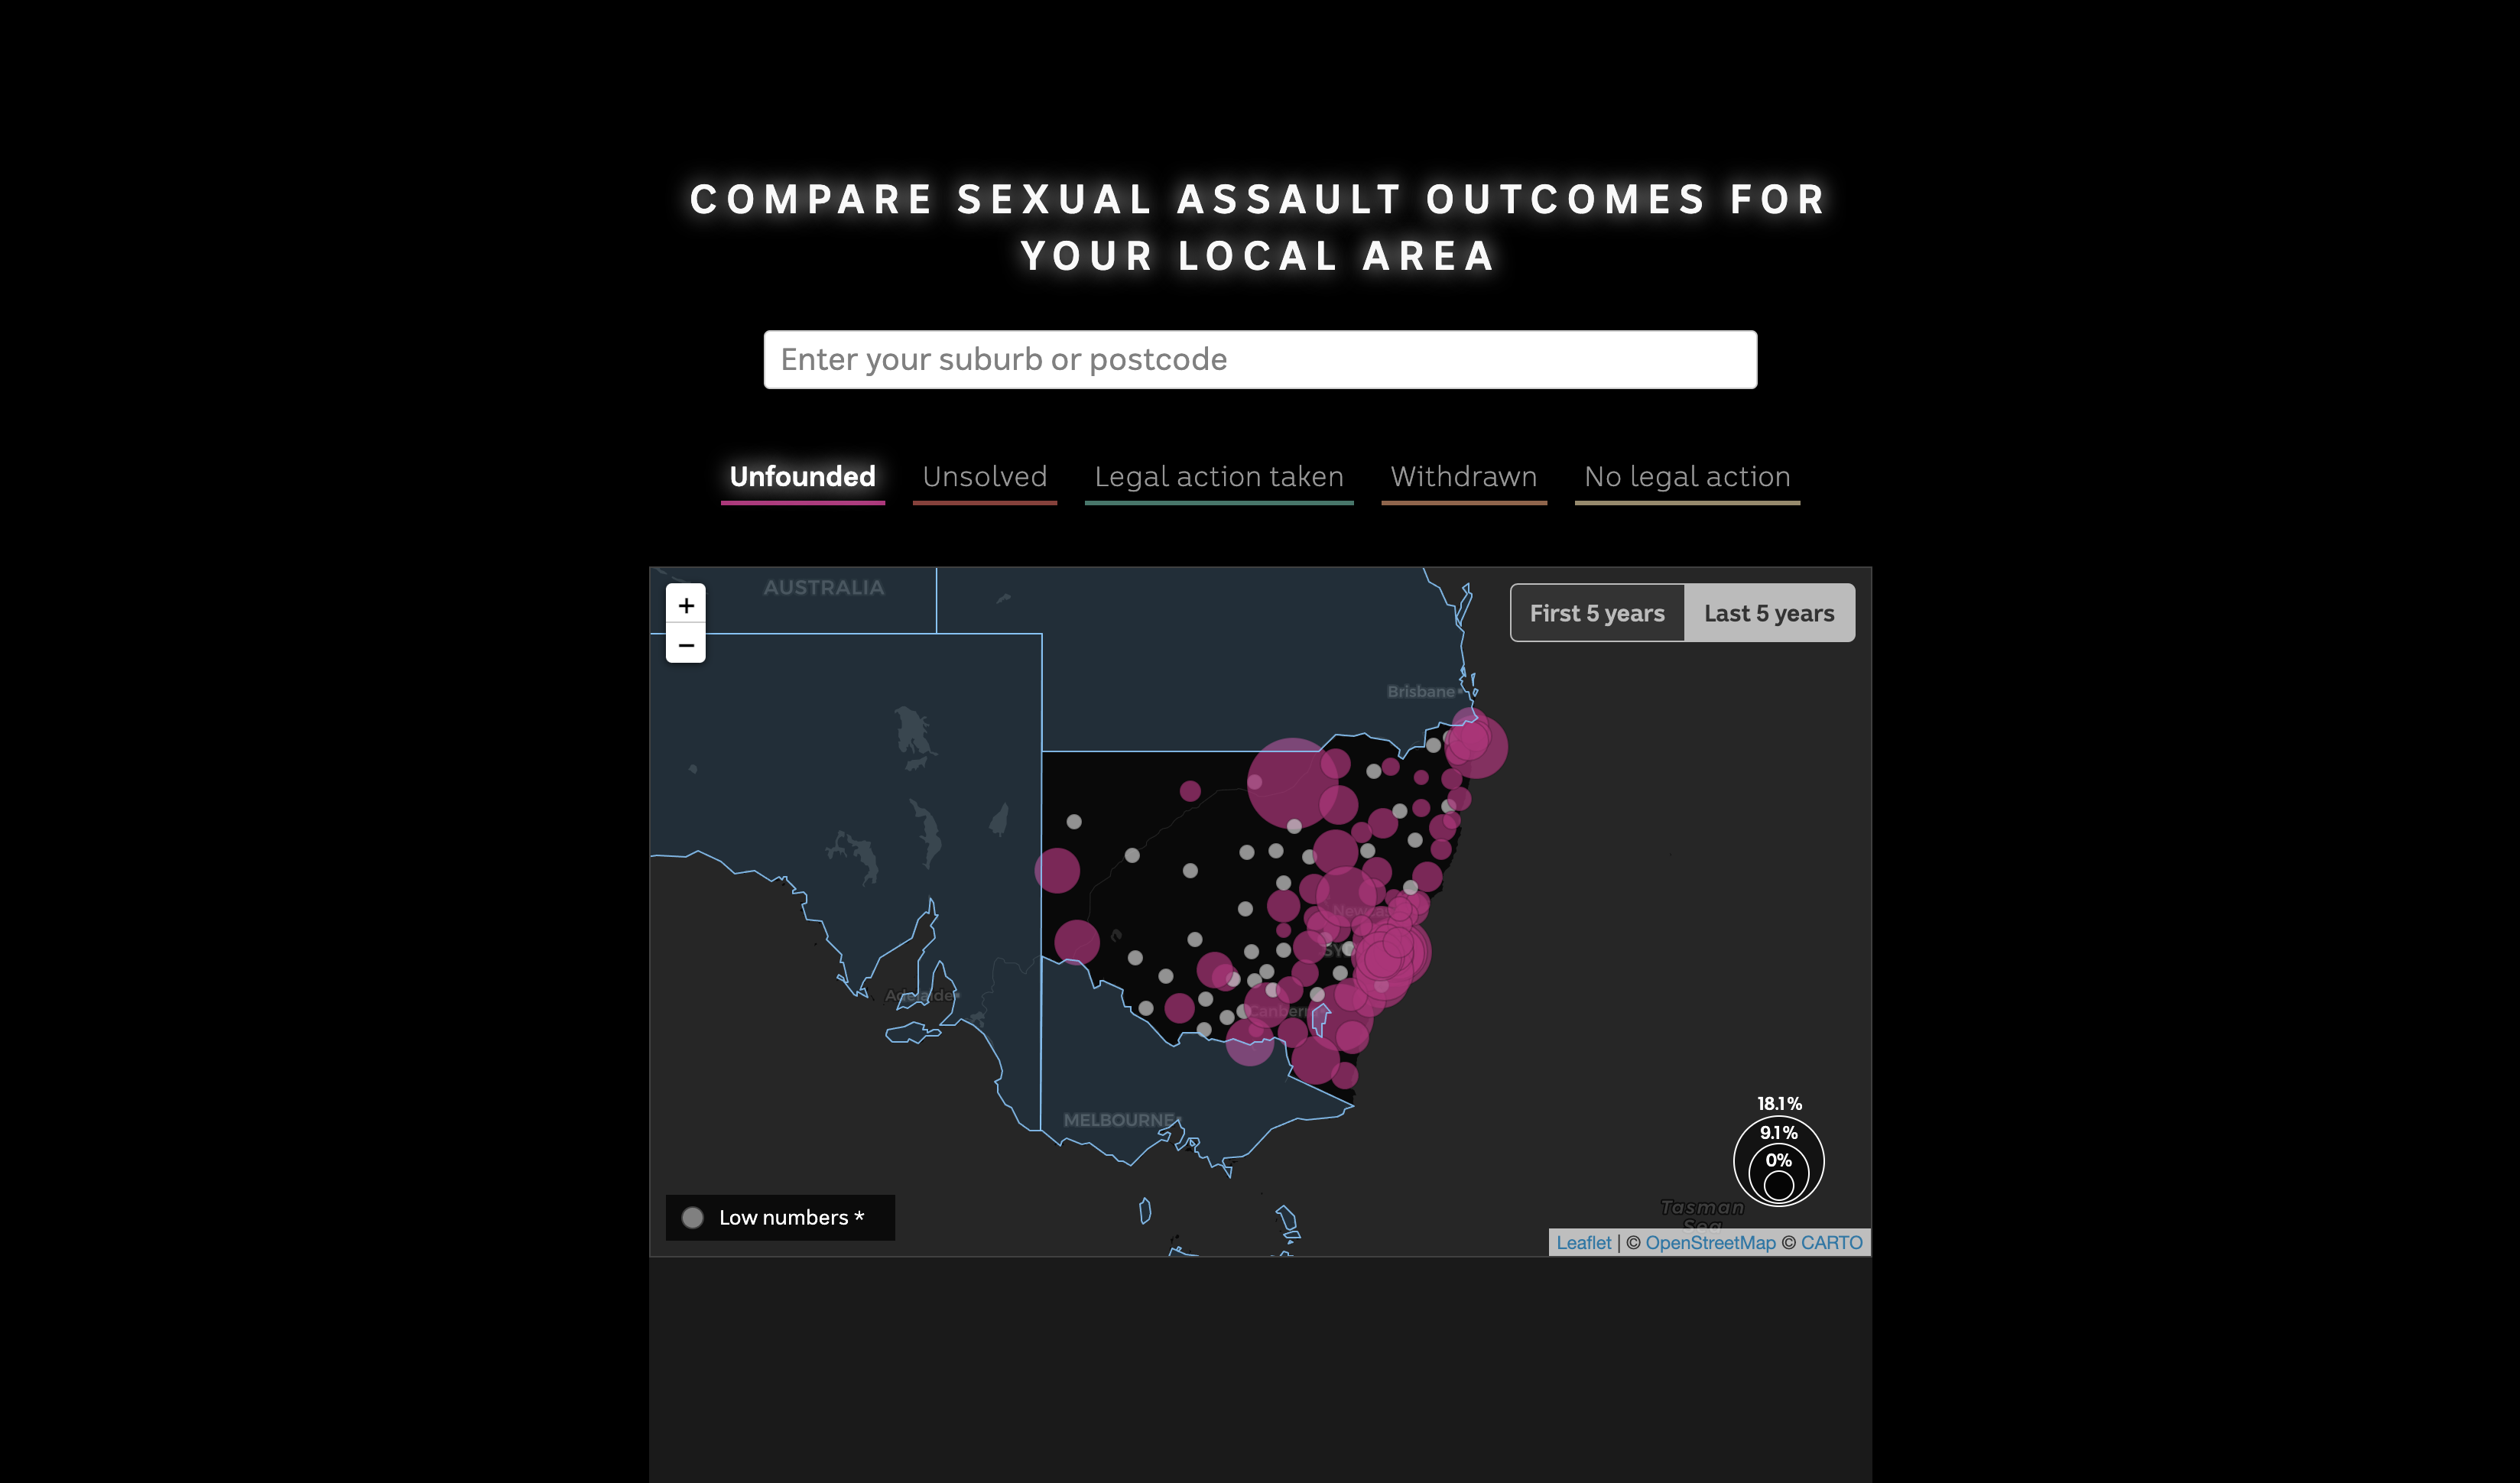 COMPARE SEXUAL ASSAULT OUTCOMES FOR
YOUR LOCAL AREA
Enter your suburb or postcode
Unfounded
Unsolved
Legal action taken
Withdrawn
No legal action
AUSTRALIA
+
−
First 5 years
Last 5 years
Brisbane
Adelaide
Canberra
MELBOURNE
18.1%
9.1%
0%
Low numbers *
Tasman
Sea
Leaflet | © OpenStreetMap © CARTO